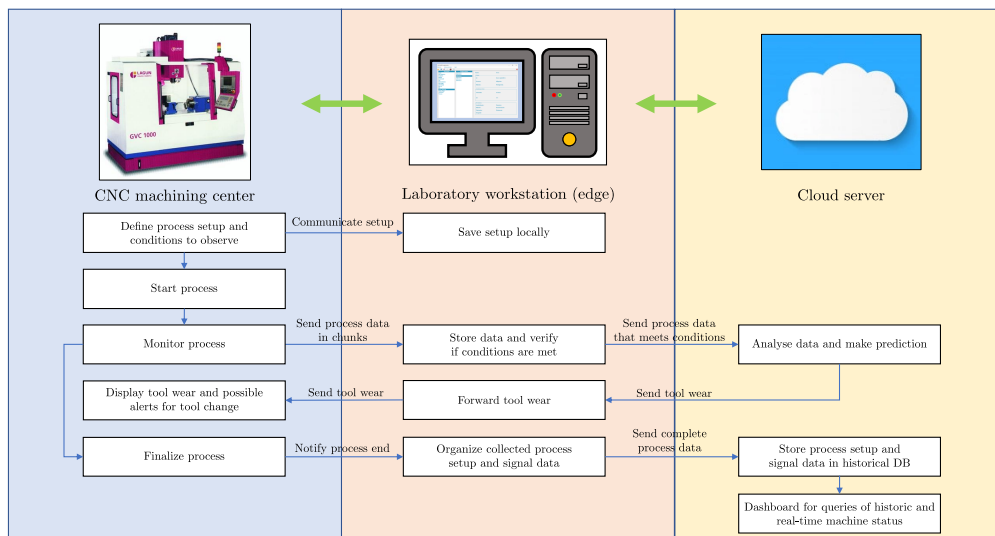 LAGUN
GVC 1000
CNC machining center
Laboratory workstation (edge)
Cloud server
Define process setup and
conditions to observe
Communicate setup
Save setup locally
Start process
Monitor process
Send process data
in chunks
Store data and verify
if conditions are met
Send process data
that meets conditions
Analyse data and make prediction
Display tool wear and possible
alerts for tool change
Send tool wear
Forward tool wear
Send tool wear
Finalize process
Notify process end
Organize collected process
setup and signal data
Send complete
process data
Store process setup and
signal data in historical DB
Dashboard for queries of historic and
real-time machine status